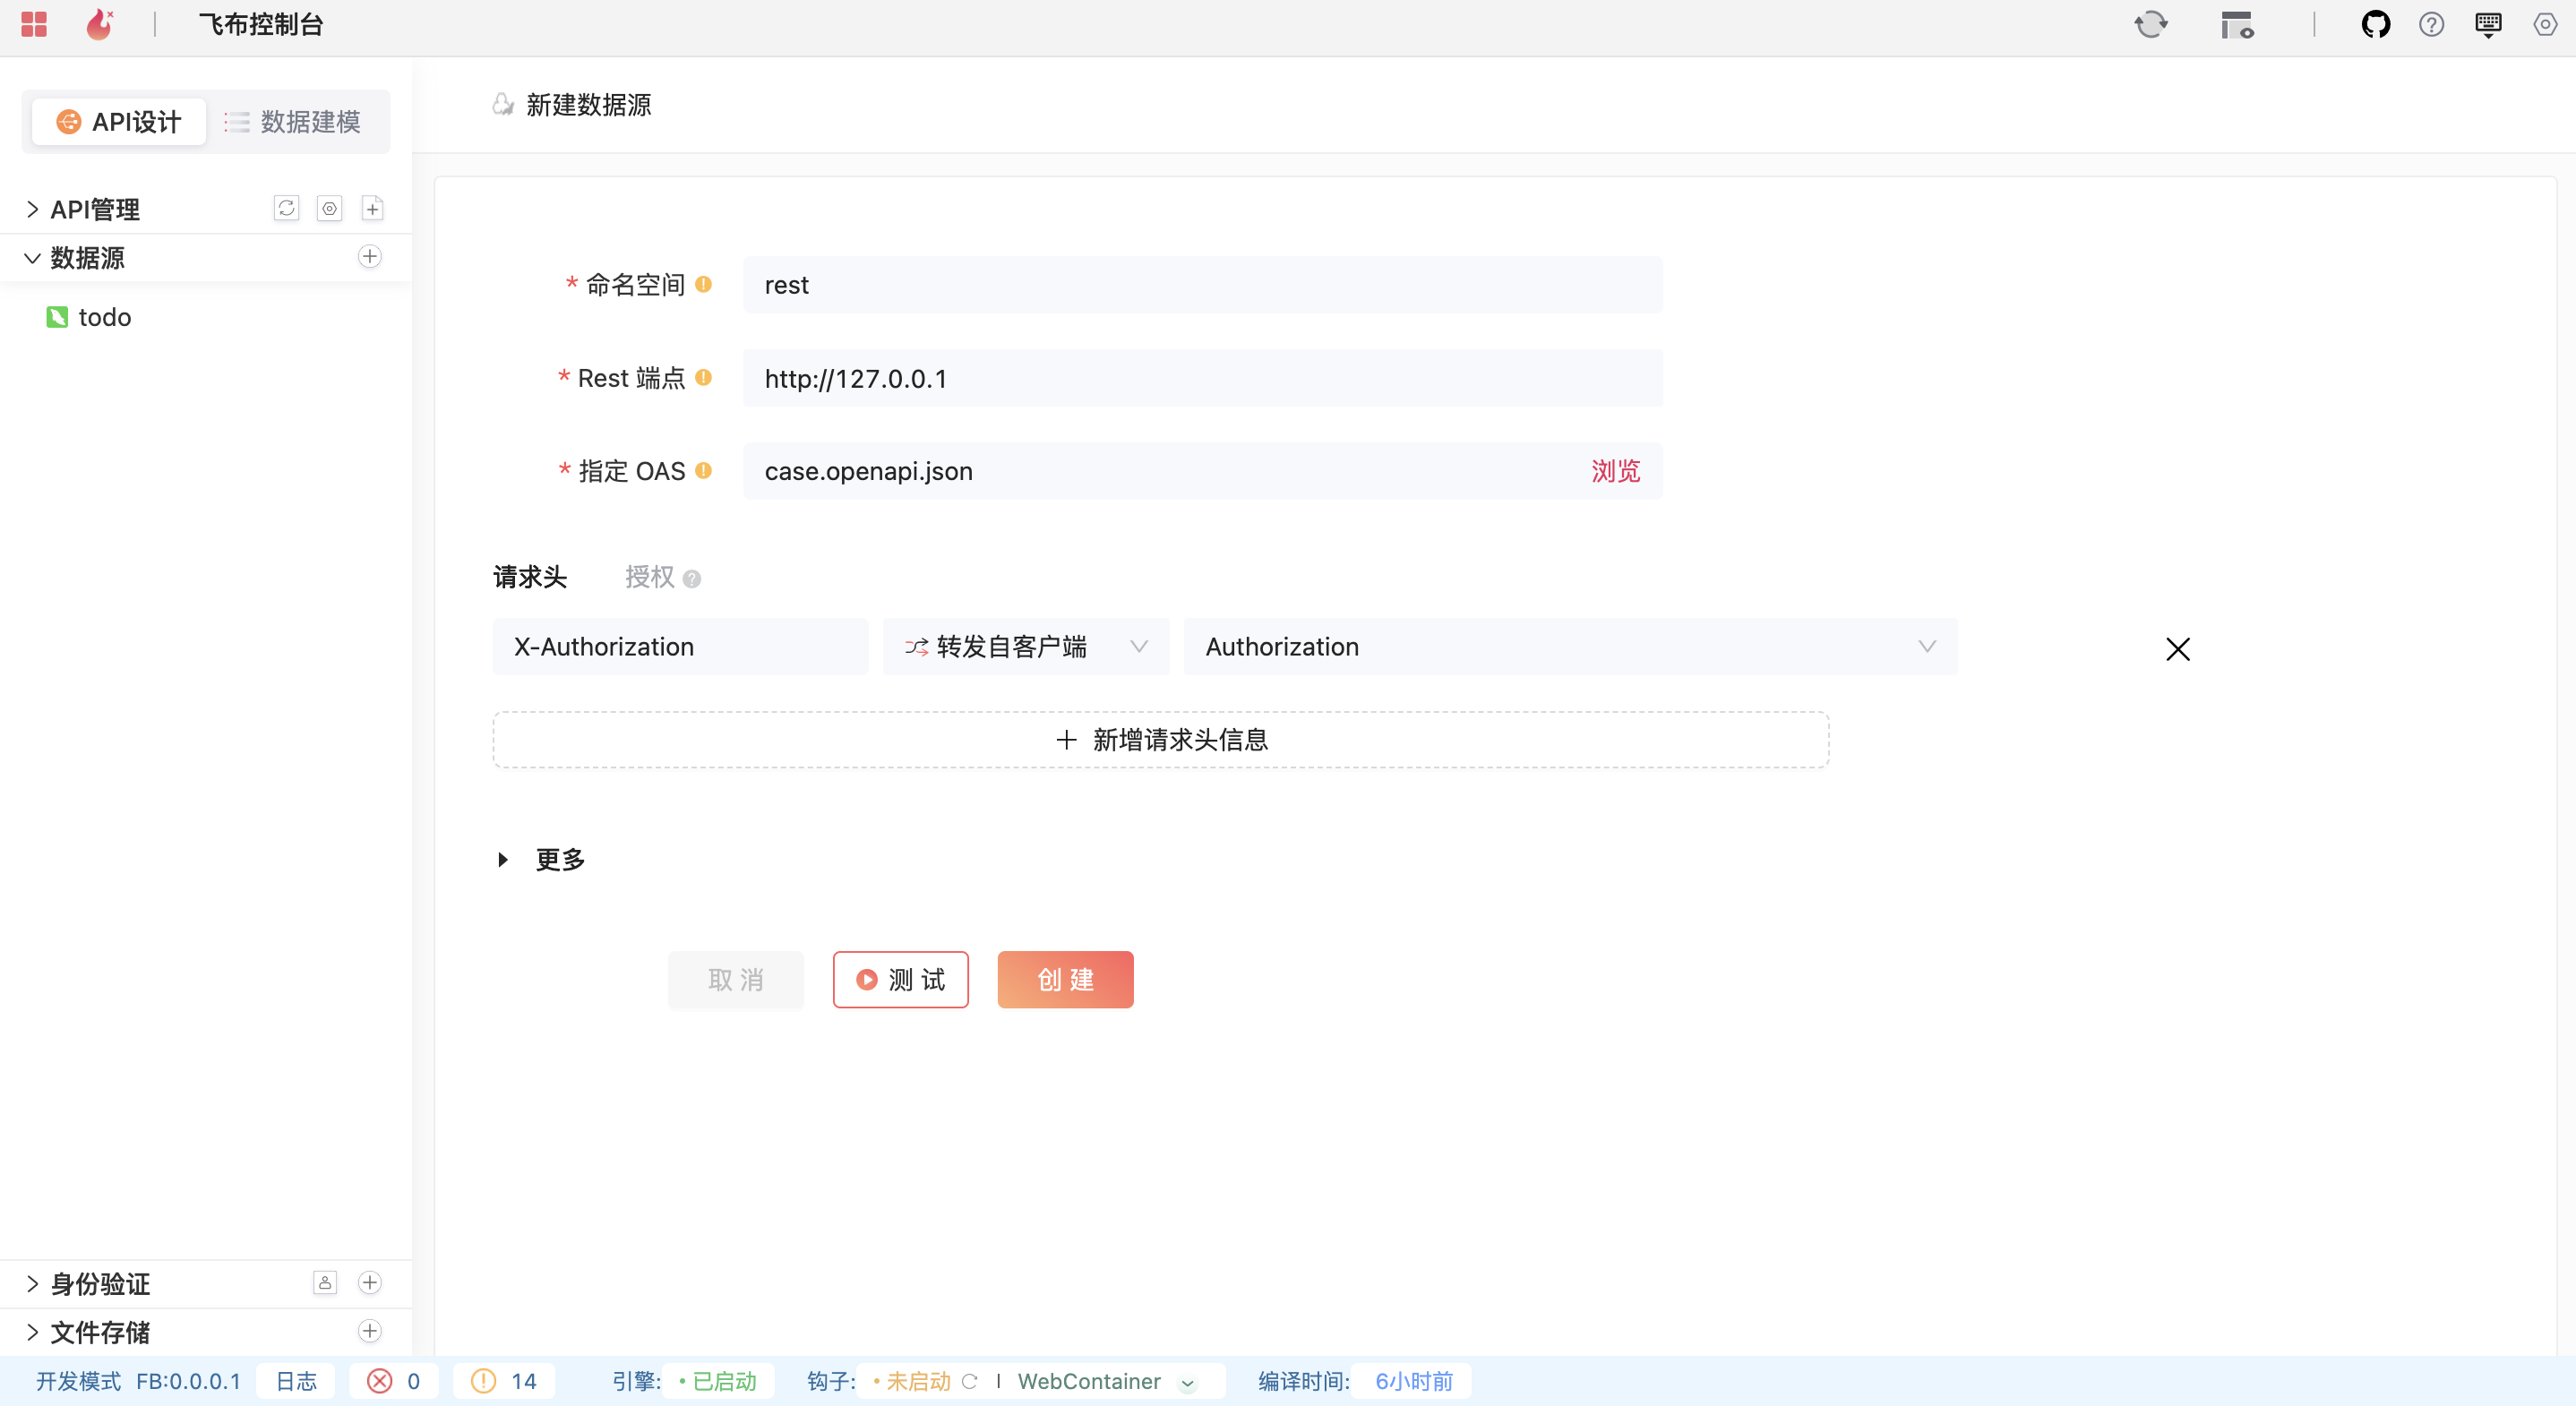 飞布控制台
API设计 数据建模
API管理
数据源
todo
身份验证
文件存储
新建数据源
* 命名空间 rest
* Rest 端点 http://127.0.0.1
* 指定 OAS case.openapi.json 浏览
请求头 授权
X-Authorization 转发自客户端 Authorization
新增请求头信息
更多
取消 测试 创建
开发模式 FB:0.0.0.1 日志 0 14 引擎: 已启动 钩子: 未启动 | WebContainer 编译时间: 6小时前